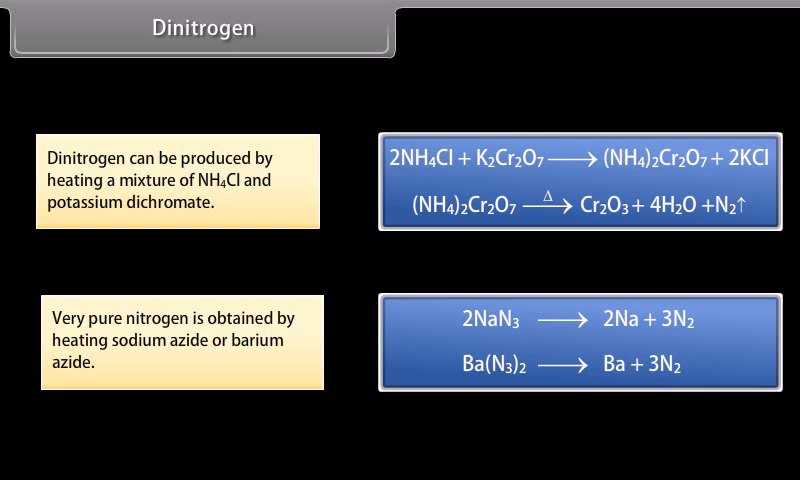 Dinitrogen
Dinitrogen can be produced by
heating a mixture of NH₄Cl and
potassium dichromate.
2NH₄Cl + K₂Cr₂O₇ ⟶ (NH₄)₂Cr₂O₇ + 2KCl
(NH₄)₂Cr₂O₇ —Δ→ Cr₂O₃ + 4H₂O +N₂↑
Very pure nitrogen is obtained by
heating sodium azide or barium
azide.
2NaN₃ ⟶ 2Na + 3N₂
Ba(N₃)₂ ⟶ Ba + 3N₂